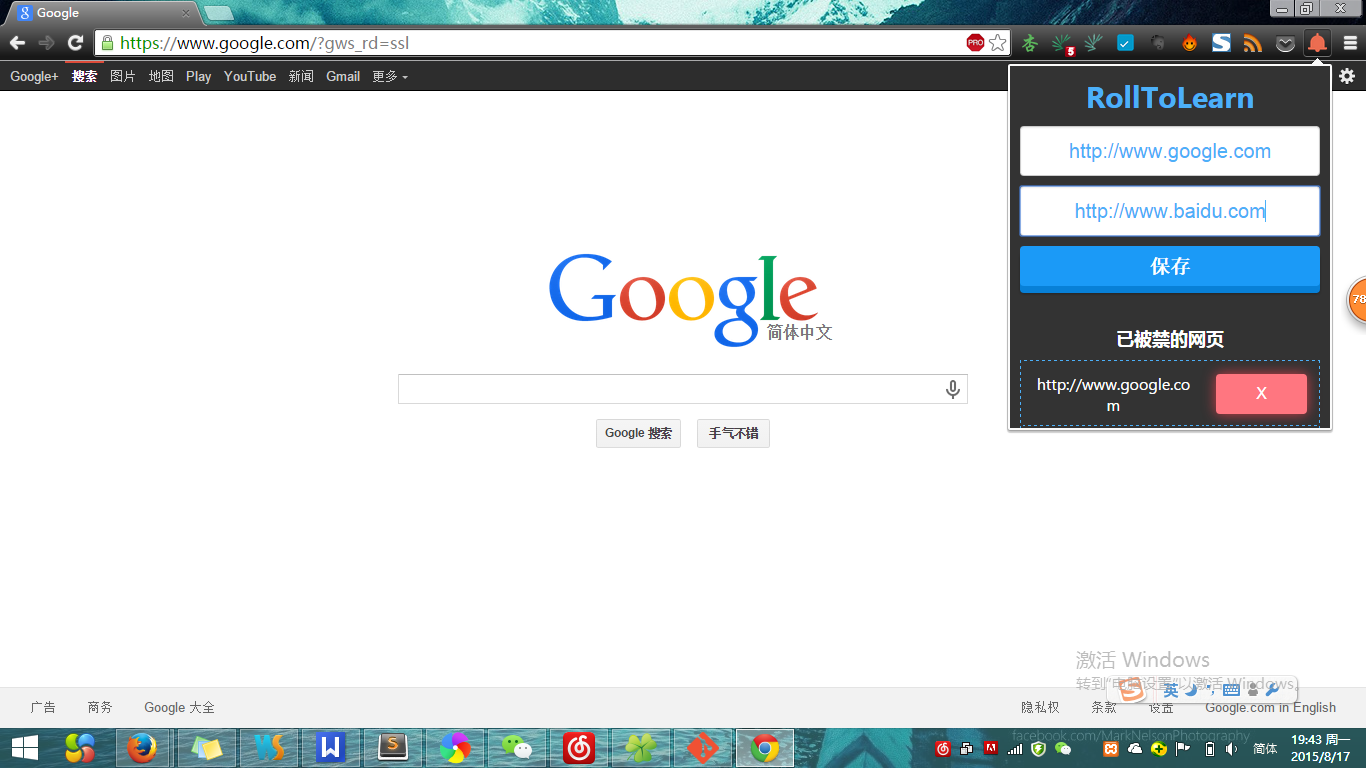 Google
https://www.google.com/?gws_rd=ssl
PRO
5
Google+ 搜索 图片 地图 Play YouTube 新闻 Gmail 更多
RollToLearn
http://www.google.com
http://www.baidu.com
保存
已被禁的网页
http://www.google.co
m
X
78
Google
简体中文
Google 搜索 手气不错
激活 Windows
转到"电脑设置"以激活 Windows。
英
广告 商务 Google 大全 隐私权 条款 设置 Google.com in English
facebook.com/MarkNelsonPhotography
简体
19:43 周一
2015/8/17